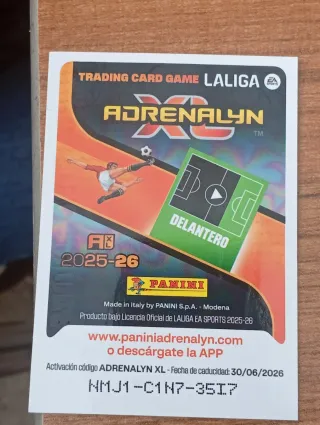 TRADING CARD GAME LALIGA EA SPORTS
ADRENALYN
XL TM
DELANTERO
2025-26
PANINI
Made in Italy by PANINI S.p.A. - Modena
Producto bajo Licencia Oficial de LALIGA EA SPORTS 2025-26
www.paniniadrenalyn.com
o descárgate la APP
Activación código ADRENALYN XL - Fecha de caducidad: 30/06/2026
NMJ1-C1N7-35I7